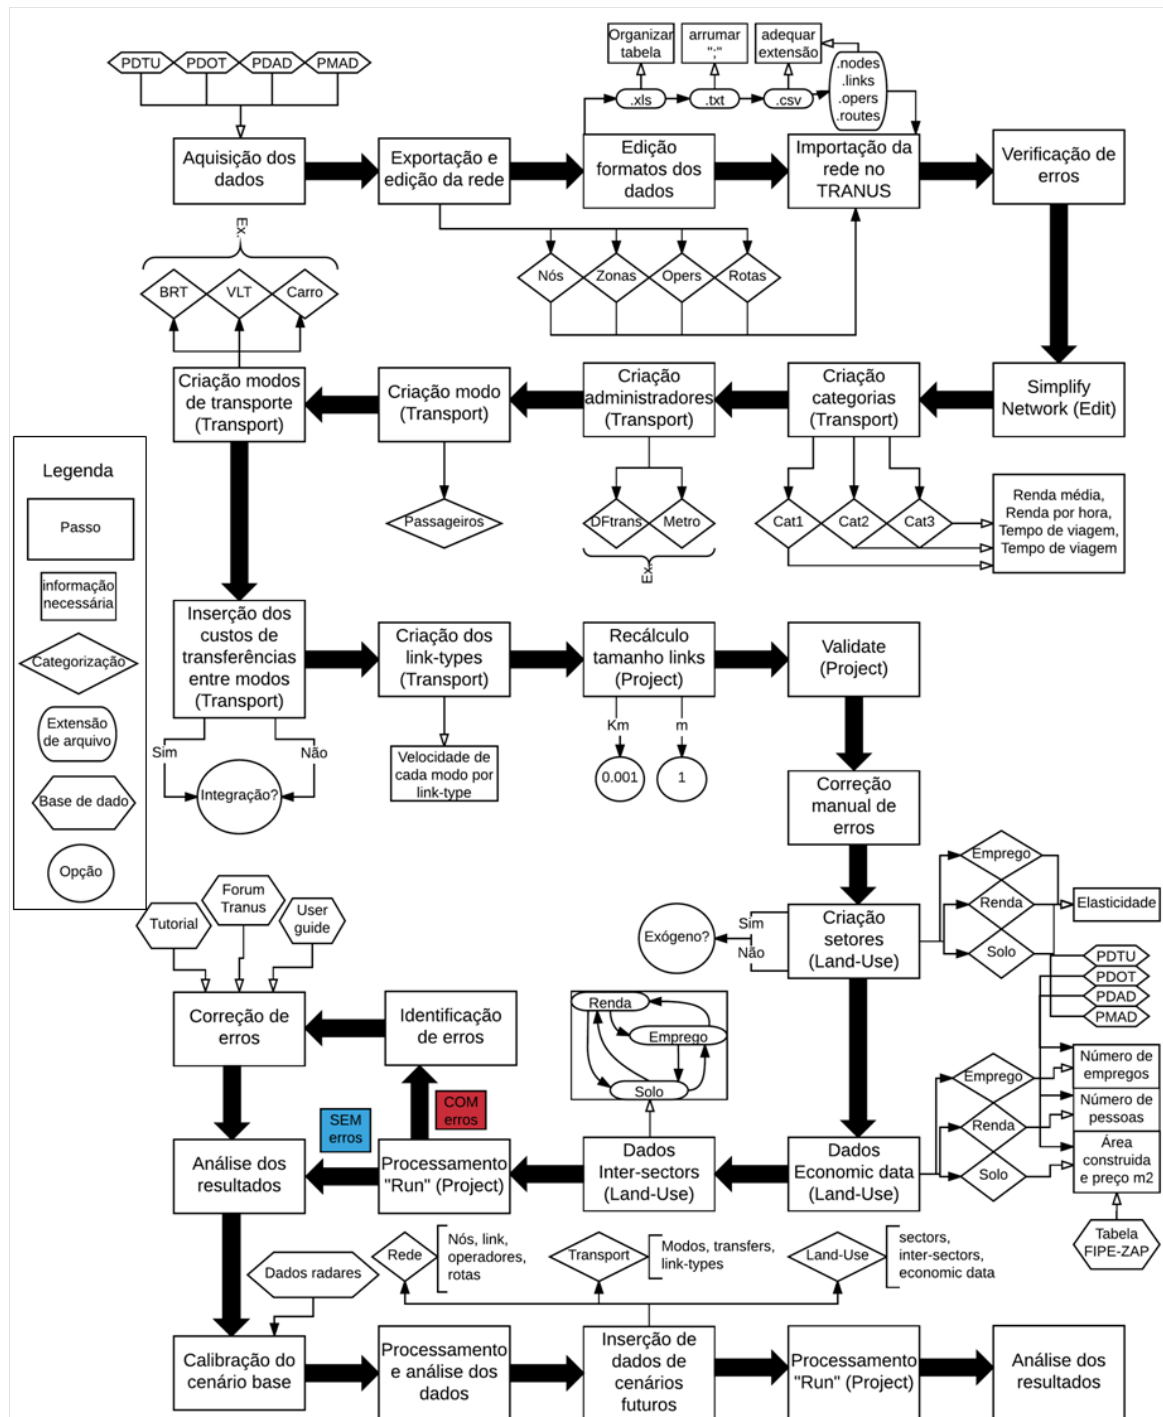 PDTU
PDOT
PDAD
PMAD
Organizar
tabela
arrumar
";"
adequar
extensão
.xls
.txt
.csv
.nodes
.links
.opers
.routes
Aquisição dos
dados
Exportação e
edição da rede
Edição
formatos dos
dados
Importação da
rede no
TRANUS
Verificação de
erros
Ex.
BRT
VLT
Carro
Nós
Zonas
Opers
Rotas
Criação modos
de transporte
(Transport)
Criação modo
(Transport)
Criação
administradores
(Transport)
Criação
categorias
(Transport)
Simplify
Network (Edit)
Legenda
Passo
informação
necessária
Categorização
Extensão
de arquivo
Base de dado
Opção
Passageiros
DFtrans
Metro
Ex.
Cat1
Cat2
Cat3
Renda média,
Renda por hora,
Tempo de viagem,
Tempo de viagem
Inserção dos
custos de
transferências
entre modos
(Transport)
Criação dos
link-types
(Transport)
Recálculo
tamanho links
(Project)
Validate
(Project)
Sim
Não
Integração?
Velocidade de
cada modo por
link-type
Km
m
0.001
1
Correção
manual de
erros
Tutorial
Forum
Tranus
User
guide
Exógeno?
Sim
Não
Criação
setores
(Land-Use)
Emprego
Renda
Solo
Elasticidade
PDTU
PDOT
PDAD
PMAD
Correção de
erros
Identificação
de erros
Renda
Emprego
Solo
SEM
erros
COM
erros
Emprego
Renda
Solo
Número de
empregos
Número de
pessoas
Área
construida
e preço m2
Análise dos
resultados
Processamento
"Run" (Project)
Dados
Inter-sectors
(Land-Use)
Dados
Economic data
(Land-Use)
Tabela
FIPE-ZAP
Dados radares
Rede
Nós, link,
operadores,
rotas
Transport
Modos, transfers,
link-types
Land-Use
sectors,
inter-sectors,
economic data
Calibração do
cenário base
Processamento
e análise dos
dados
Inserção de
dados de
cenários
futuros
Processamento
"Run" (Project)
Análise dos
resultados